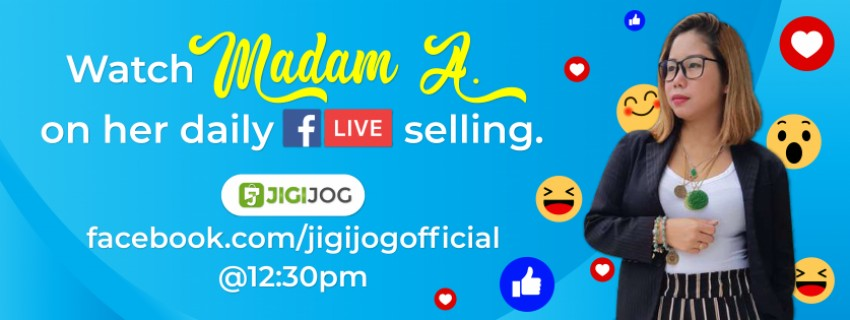 Watch Madam A.
on her daily f LIVE selling.
JIGIJOG
facebook.com/jigijogofficial
@12:30pm